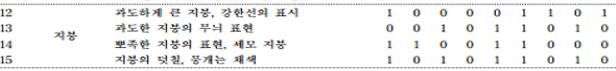 12 과도하게 큰 지붕, 강한선의 표시 1 0 0 0 0 1 1 0 1
13 과도한 지붕의 무늬 표현 0 0 1 0 1 1 0 1 0
지붕
14 뾰족한 지붕의 표현, 세모 지붕 1 1 0 0 1 1 0 0 0
15 지붕의 덧칠, 뭉개는 채색 1 0 1 0 1 1 0 1 0